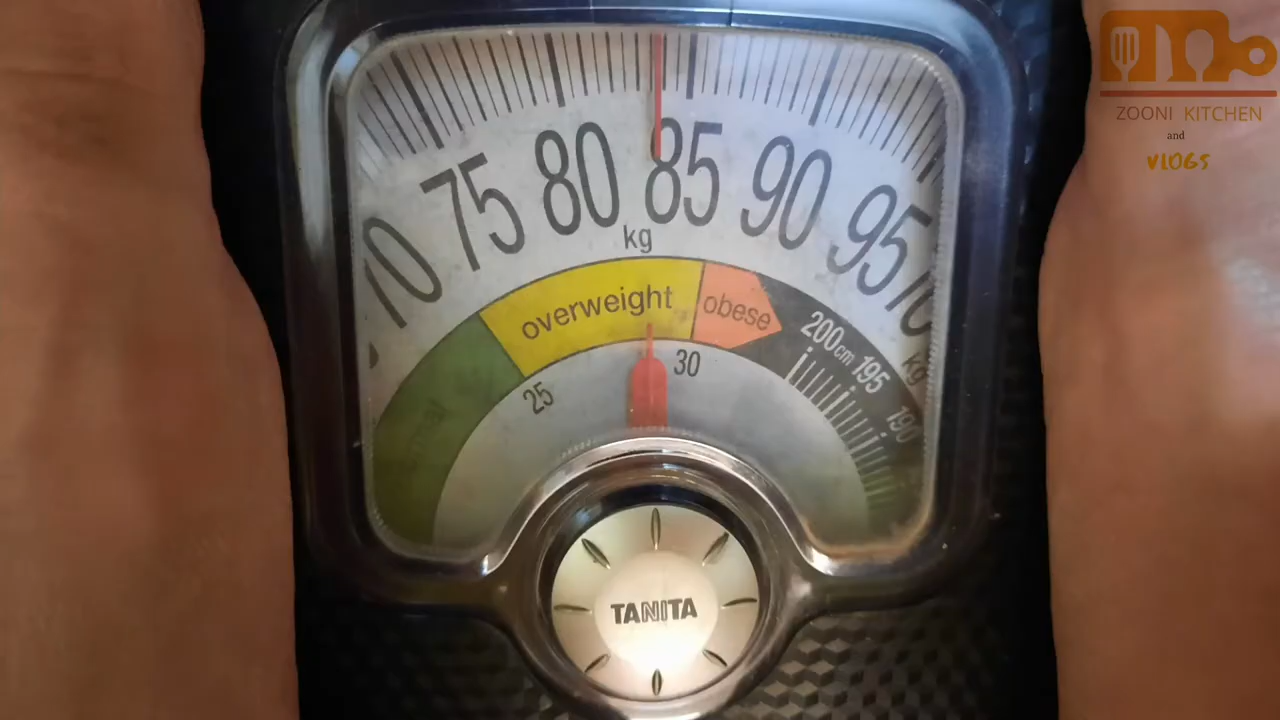 ZOONI KITCHEN
and
VLOGS
70 75 80 85 90 95
kg
kg
overweight obese
25 30
200cm 195 190
TANITA